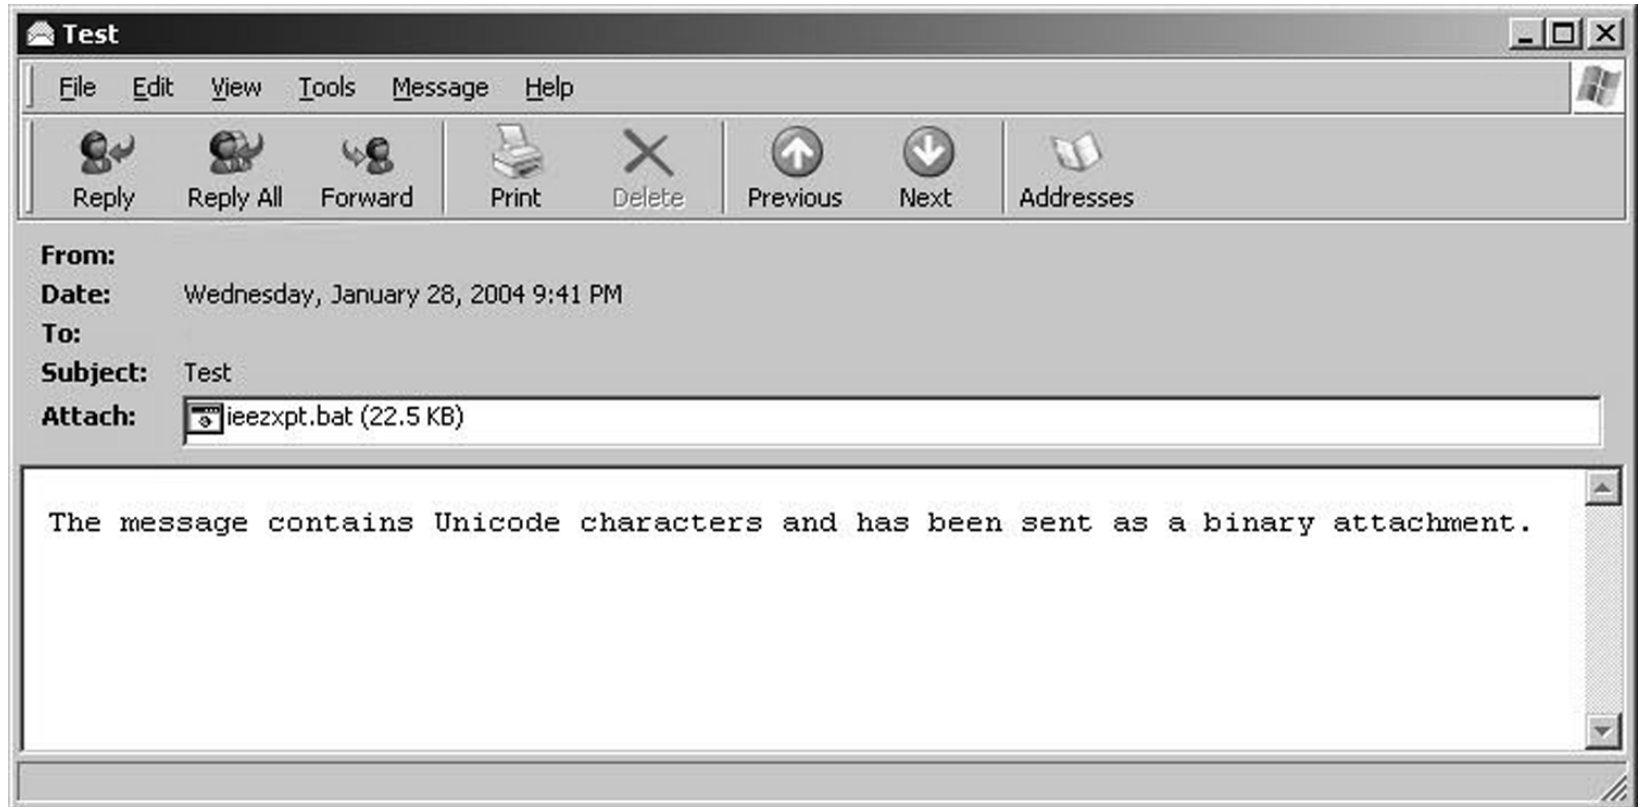 Test
File Edit View Tools Message Help
Reply Reply All Forward Print Delete Previous Next Addresses
From:
Date: Wednesday, January 28, 2004 9:41 PM
To:
Subject: Test
Attach: ieezxpt.bat (22.5 KB)
The message contains Unicode characters and has been sent as a binary attachment.